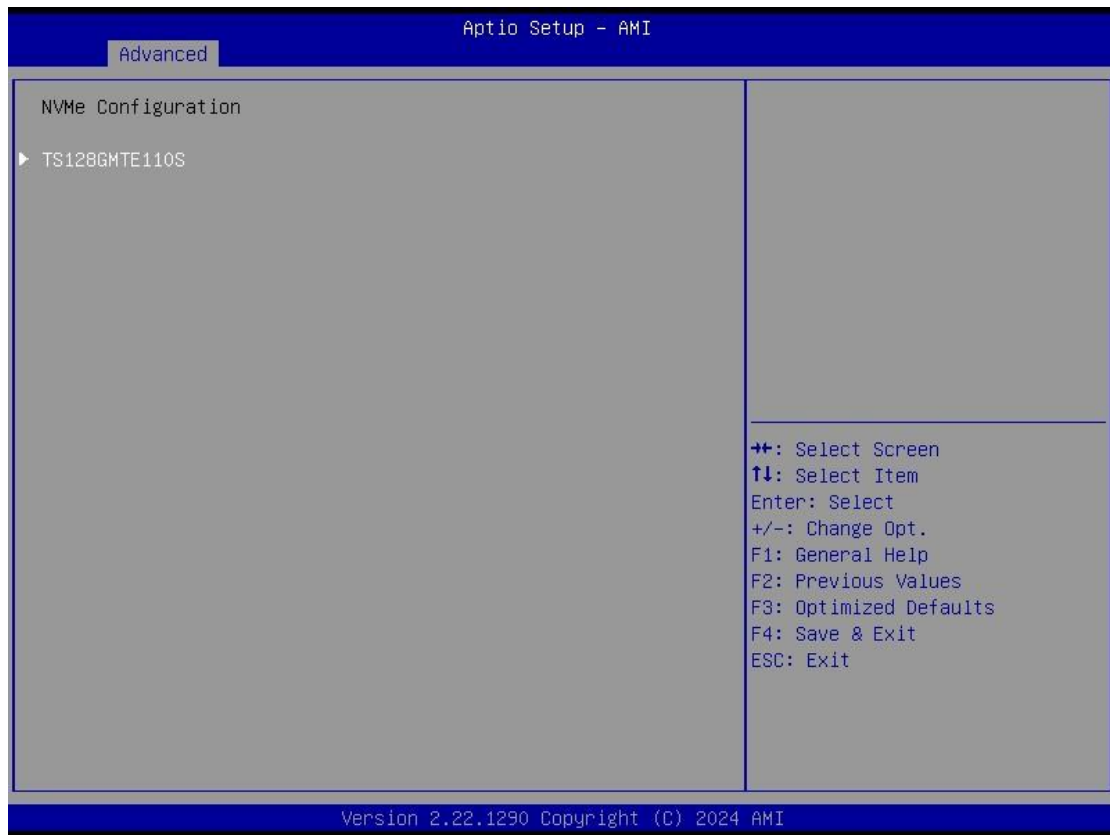 Aptio Setup – AMI
Advanced
NVMe Configuration
▶ TS128GMTE110S
→←: Select Screen
↑↓: Select Item
Enter: Select
+/-: Change Opt.
F1: General Help
F2: Previous Values
F3: Optimized Defaults
F4: Save & Exit
ESC: Exit
Version 2.22.1290 Copyright (C) 2024 AMI